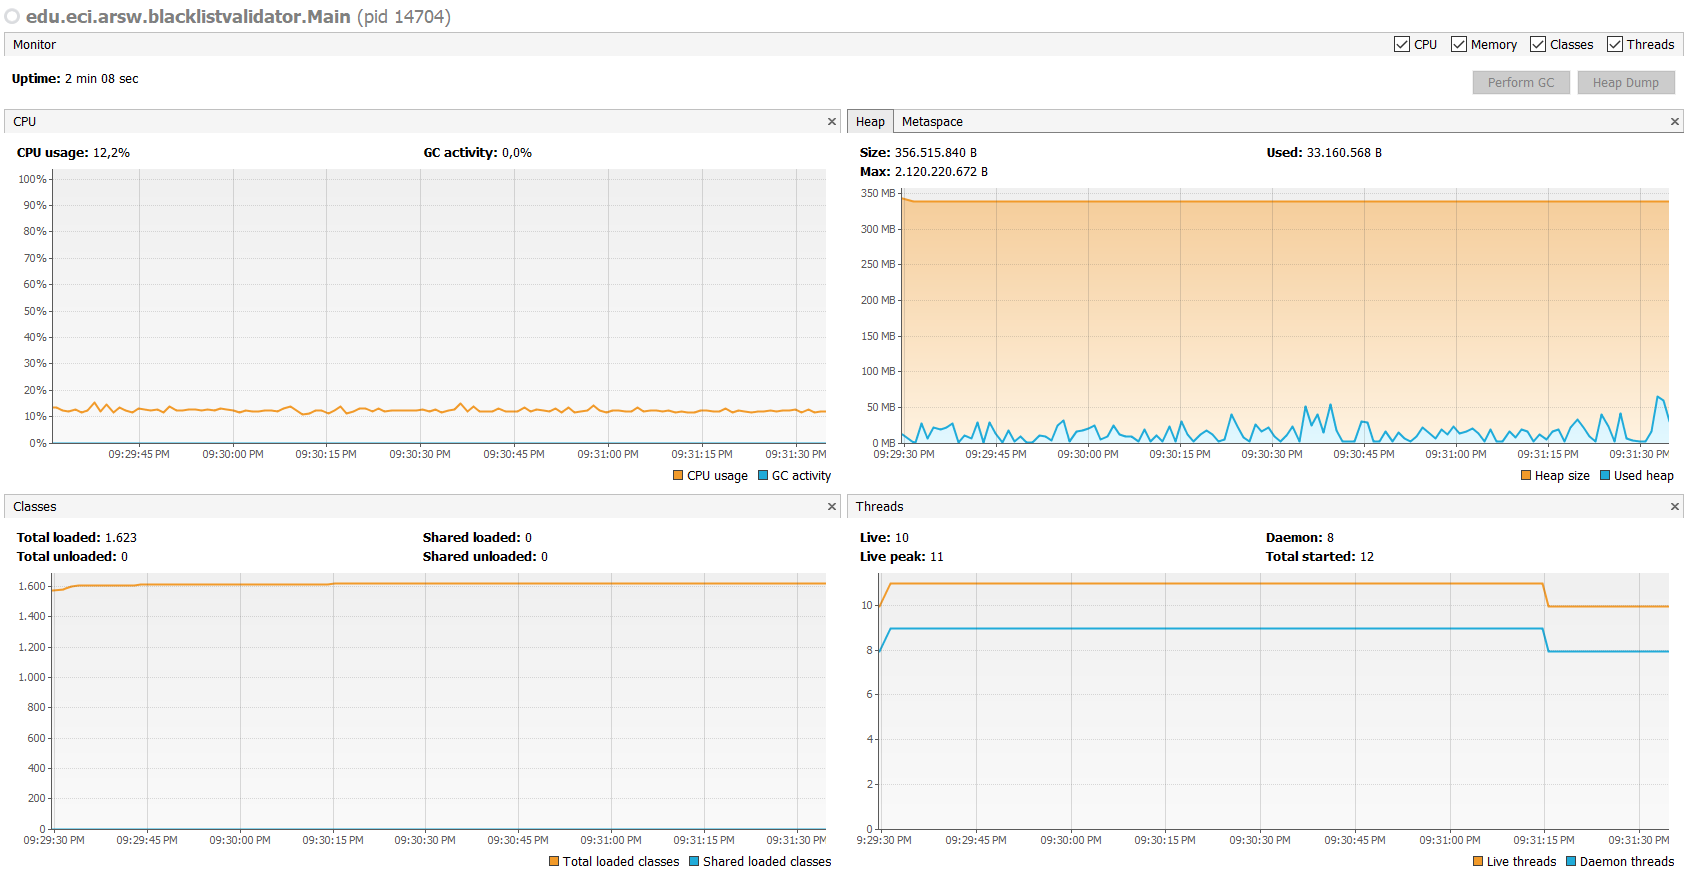 edu.eci.arsw.blacklistvalidator.Main (pid 14704)
Monitor
CPU Memory Classes Threads
Uptime: 2 min 08 sec
Perform GC Heap Dump
CPU
CPU usage: 12,2% GC activity: 0,0%
100%
90%
80%
70%
60%
50%
40%
30%
20%
10%
0%
09:29:45 PM 09:30:00 PM 09:30:15 PM 09:30:30 PM 09:30:45 PM 09:31:00 PM 09:31:15 PM 09:31:30 PM
CPU usage GC activity
Heap Metaspace
Size: 356.515.840 B Used: 33.160.568 B
Max: 2.120.220.672 B
350 MB
300 MB
250 MB
200 MB
150 MB
100 MB
50 MB
0 MB
09:29:30 PM 09:29:45 PM 09:30:00 PM 09:30:15 PM 09:30:30 PM 09:30:45 PM 09:31:00 PM 09:31:15 PM 09:31:30 PM
Heap size Used heap
Classes
Total loaded: 1.623 Shared loaded: 0
Total unloaded: 0 Shared unloaded: 0
1.600
1.400
1.200
1.000
800
600
400
200
0
09:29:30 PM 09:29:45 PM 09:30:00 PM 09:30:15 PM 09:30:30 PM 09:30:45 PM 09:31:00 PM 09:31:15 PM 09:31:30 PM
Total loaded classes Shared loaded classes
Threads
Live: 10 Daemon: 8
Live peak: 11 Total started: 12
10
8
6
4
2
0
9:29:30 PM 09:29:45 PM 09:30:00 PM 09:30:15 PM 09:30:30 PM 09:30:45 PM 09:31:00 PM 09:31:15 PM 09:31:30 PM
Live threads Daemon threads